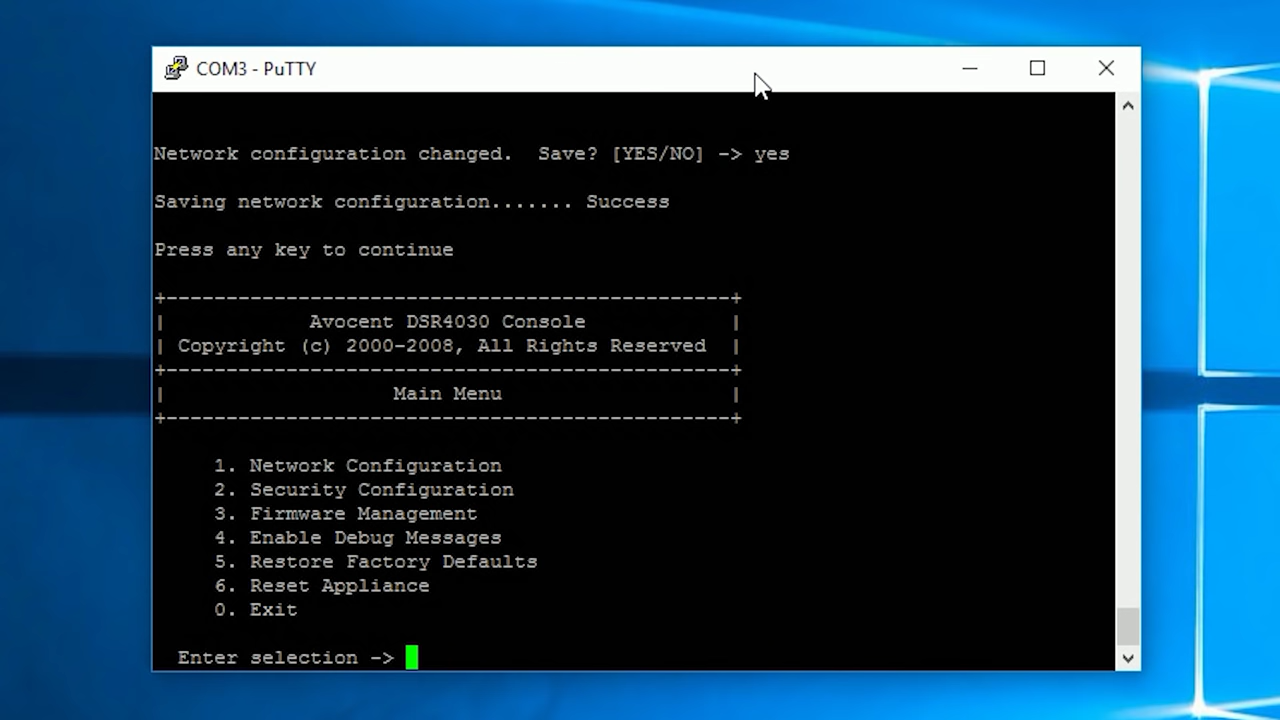 COM3 - PuTTY
Network configuration changed.  Save? [YES/NO] -> yes
Saving network configuration....... Success
Press any key to continue
+-----------------------------------------------+
|            Avocent DSR4030 Console            |
| Copyright (c) 2000-2008, All Rights Reserved  |
+-----------------------------------------------+
|                   Main Menu                   |
+-----------------------------------------------+
1. Network Configuration
2. Security Configuration
3. Firmware Management
4. Enable Debug Messages
5. Restore Factory Defaults
6. Reset Appliance
0. Exit
Enter selection ->